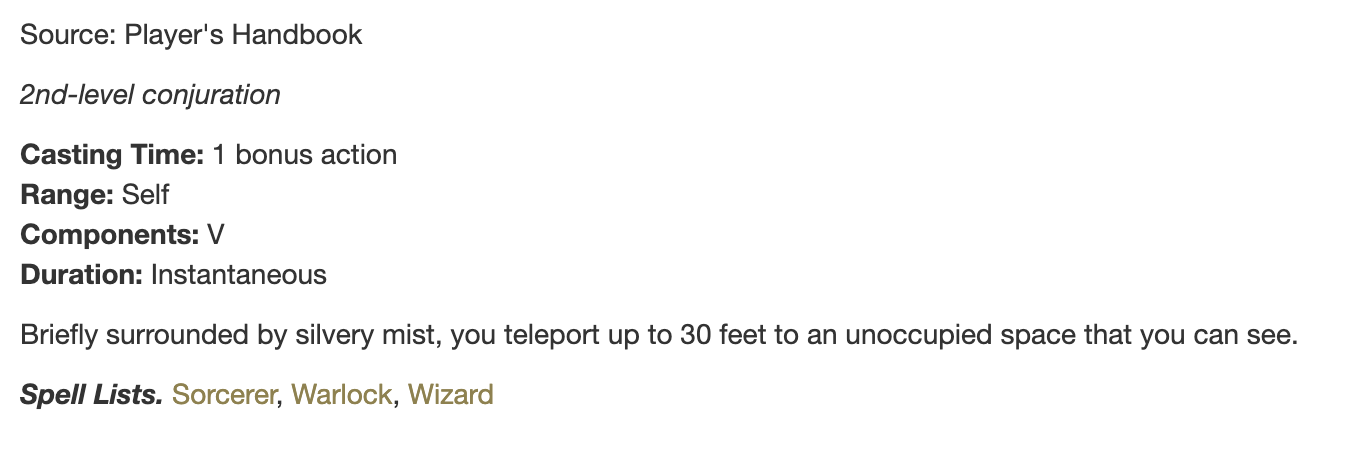 Source: Player's Handbook
2nd-level conjuration
Casting Time: 1 bonus action
Range: Self
Components: V
Duration: Instantaneous
Briefly surrounded by silvery mist, you teleport up to 30 feet to an unoccupied space that you can see.
Spell Lists. Sorcerer, Warlock, Wizard